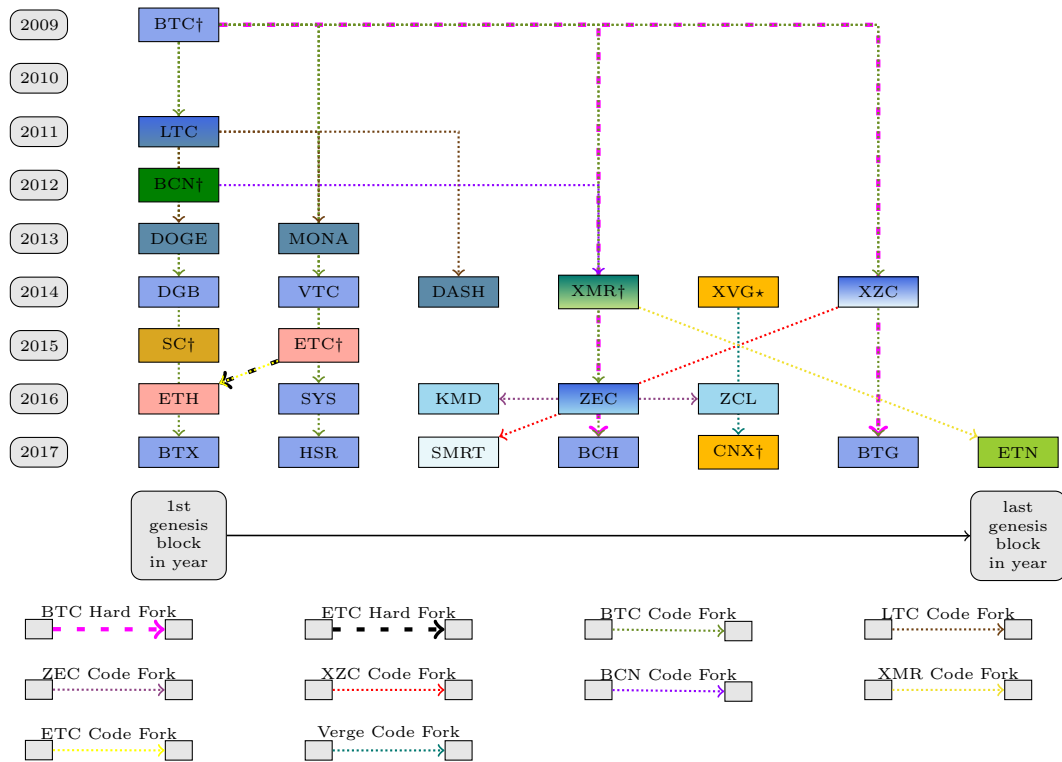 2009 BTC†
2010
2011 LTC
2012 BCN†
2013 DOGE MONA
2014 DGB VTC DASH XMR† XVG⋆ XZC
2015 SC† ETC†
2016 ETH SYS KMD ZEC ZCL
2017 BTX HSR SMRT BCH CNX† BTG ETN
1st
genesis
block
in year
last
genesis
block
in year
BTC Hard Fork
ETC Hard Fork
BTC Code Fork
LTC Code Fork
ZEC Code Fork
XZC Code Fork
BCN Code Fork
XMR Code Fork
ETC Code Fork
Verge Code Fork